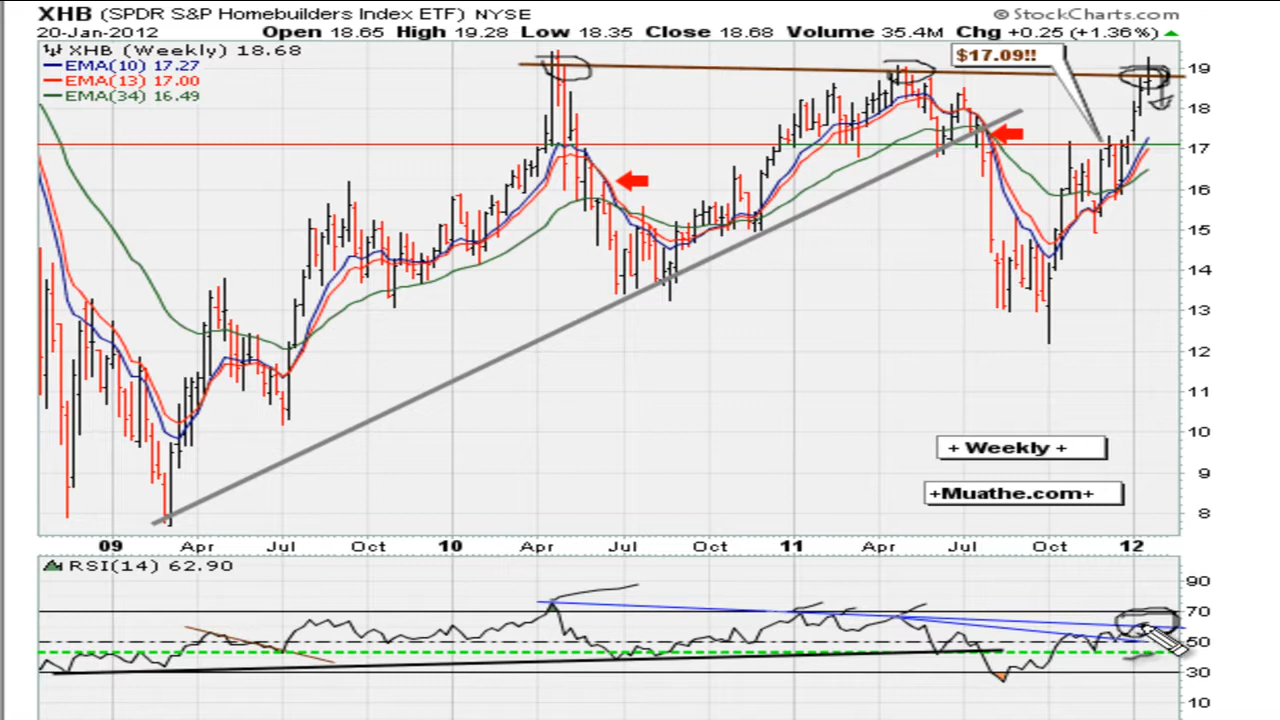 XHB (SPDR S&P Homebuilders Index ETF) NYSE © StockCharts.com
20-Jan-2012 Open 18.65 High 19.28 Low 18.35 Close 18.68 Volume 35.4M Chg +0.25 (+1.36%)
XHB (Weekly) 18.68
EMA(10) 17.27
EMA(13) 17.00
EMA(34) 16.49
$17.09!!
19
18
17
16
15
14
13
12
11
10
9
8
+ Weekly +
+Muathe.com+
09 Apr Jul Oct 10 Apr Jul Oct 11 Apr Jul Oct 12
RSI(14) 62.90
90
70
50
30
10